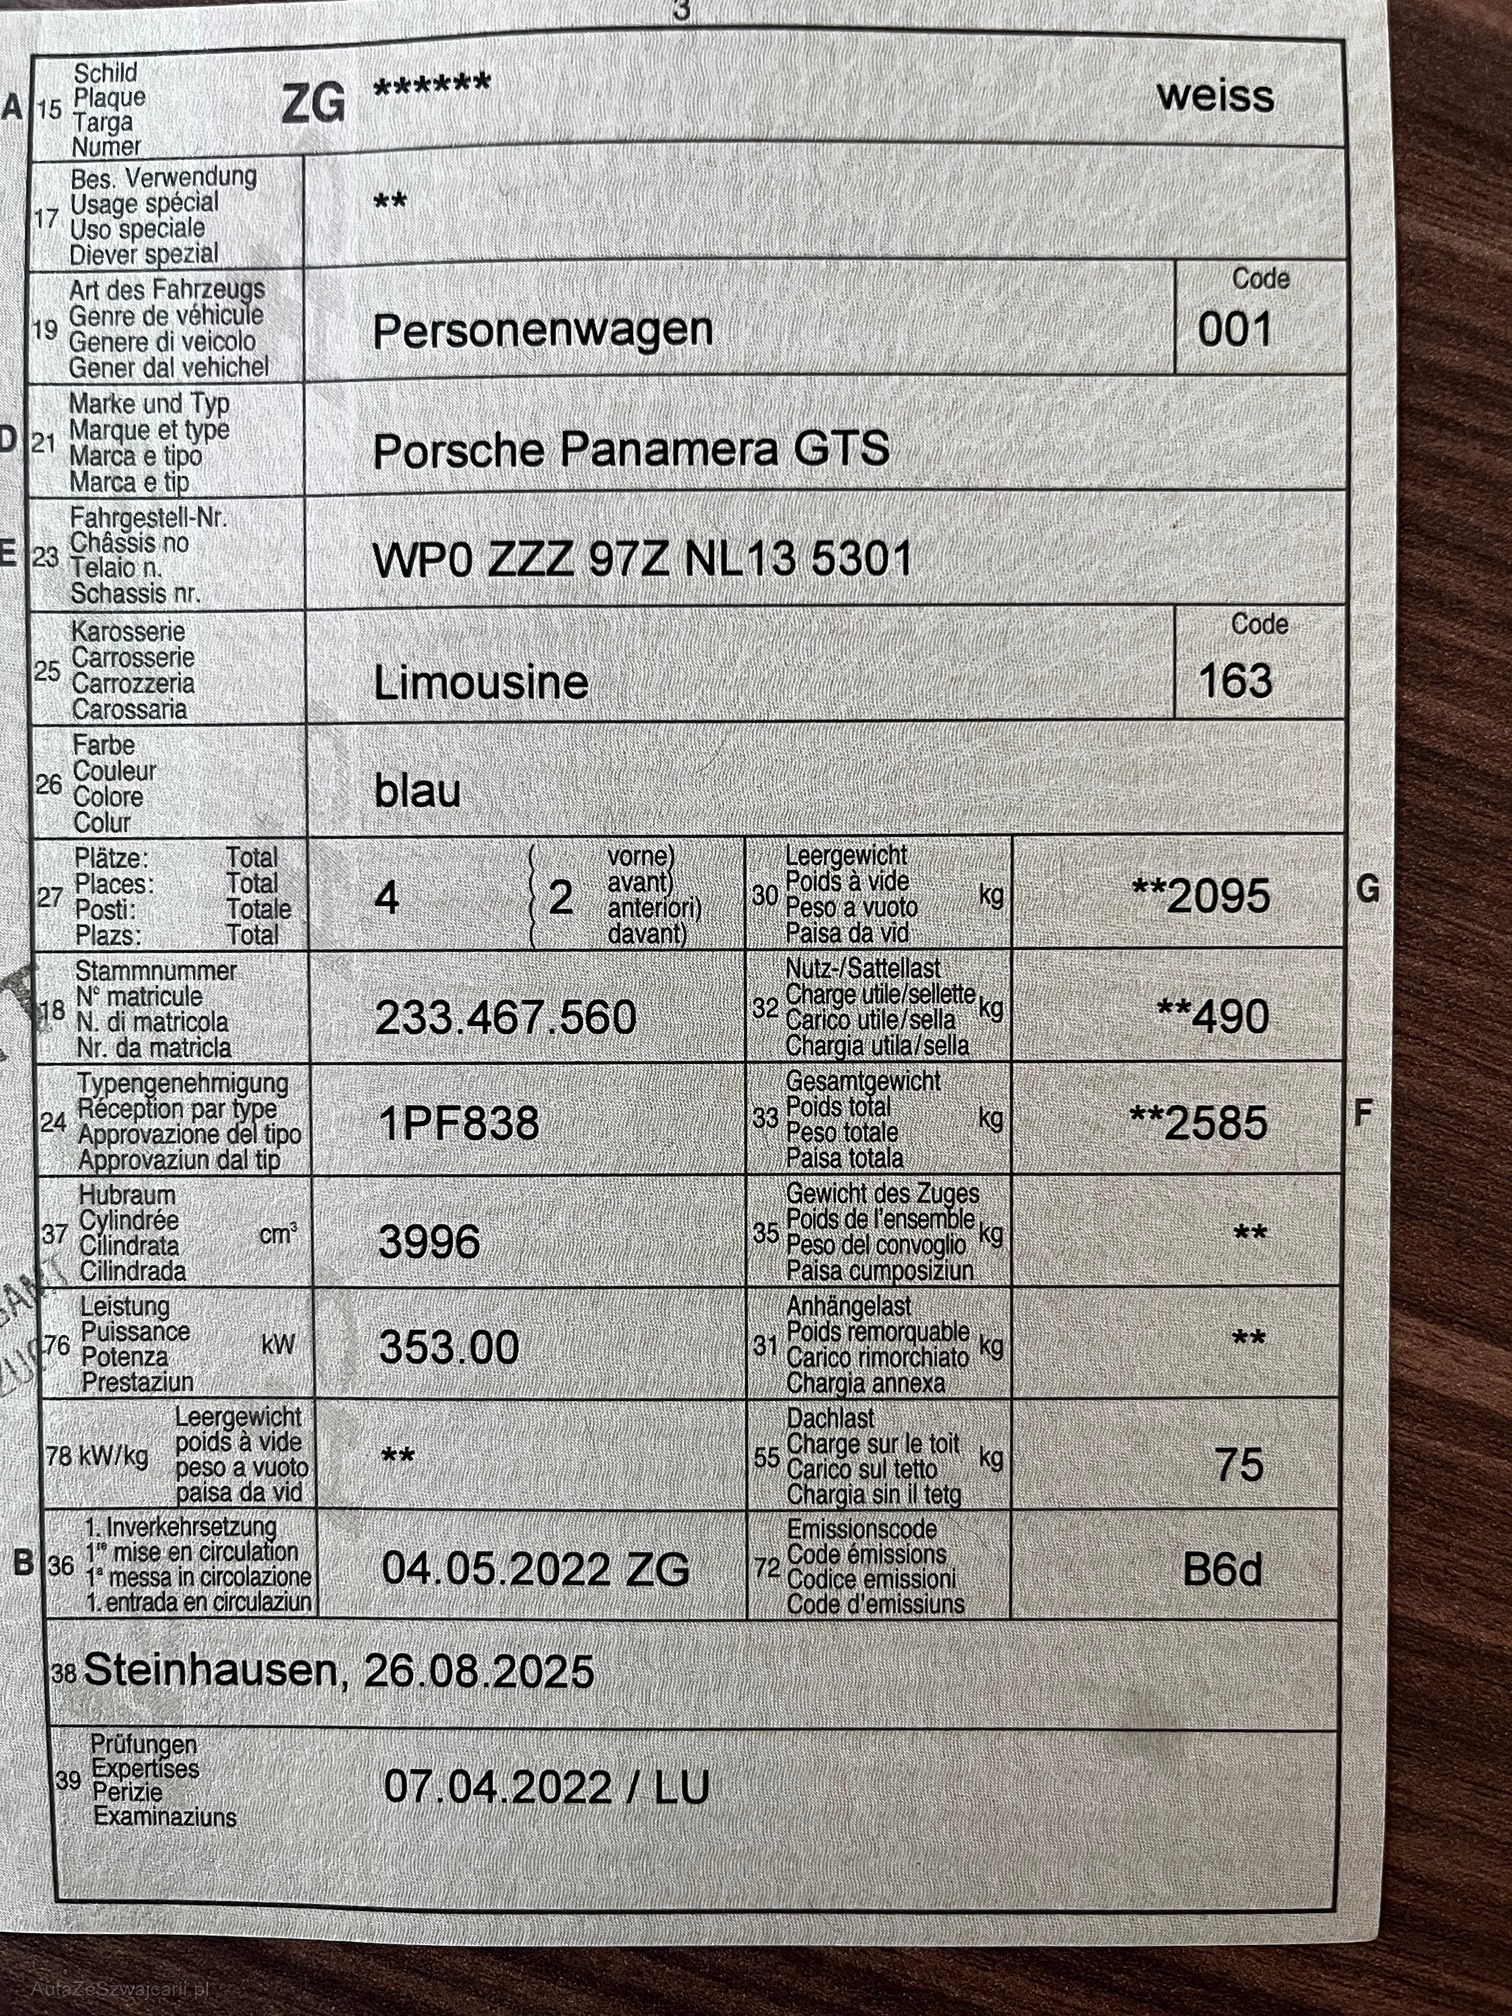 3
A 15 Schild
Plaque
Targa
Numer
ZG ****** weiss
17 Bes. Verwendung
Usage spécial
Uso speciale
Diever spezial
**
19 Art des Fahrzeugs
Genre de véhicule
Genere di veicolo
Gener dal vehichel
Personenwagen
Code
001
D 21 Marke und Typ
Marque et type
Marca e tipo
Marca e tip
Porsche Panamera GTS
E 23 Fahrgestell-Nr.
Châssis no
Telaio n.
Schassis nr.
WP0 ZZZ 97Z NL13 5301
25 Karosserie
Carrosserie
Carrozzeria
Carossaria
Limousine
Code
163
26 Farbe
Couleur
Colore
Colur
blau
27 Plätze: Total
Places: Total
Posti: Totale
Plazs: Total
4 ( 2 vorne)
avant)
anteriori)
davant)
30 Leergewicht
Poids à vide
Peso a vuoto
Paisa da vid
kg **2095 G
18 Stammnummer
N° matricule
N. di matricola
Nr. da matricla
233.467.560
32 Nutz-/Sattellast
Charge utile/sellette
Carico utile/sella
Chargia utila/sella
kg **490
24 Typengenehmigung
Réception par type
Approvazione del tipo
Approvaziun dal tip
1PF838
33 Gesamtgewicht
Poids total
Peso totale
Paisa totala
kg **2585 F
37 Hubraum
Cylindrée
Cilindrata
Cilindrada
cm³ 3996
35 Gewicht des Zuges
Poids de l'ensemble
Peso del convoglio
Paisa cumposiziun
kg **
76 Leistung
Puissance
Potenza
Prestaziun
kW 353.00
31 Anhängelast
Poids remorquable
Carico rimorchiato
Chargia annexa
kg **
78 kW/kg Leergewicht
poids à vide
peso a vuoto
paisa da vid
**
55 Dachlast
Charge sur le toit
Carico sul tetto
Chargia sin il tetg
kg 75
B 36 1. Inverkehrsetzung
1re mise en circulation
1a messa in circolazione
1. entrada en circulaziun
04.05.2022 ZG
72 Emissionscode
Code émissions
Codice emissioni
Code d'emissiuns
B6d
38 Steinhausen, 26.08.2025
39 Prüfungen
Expertises
Perizie
Examinaziuns
07.04.2022 / LU
AutaZeSzwajcarii.pl